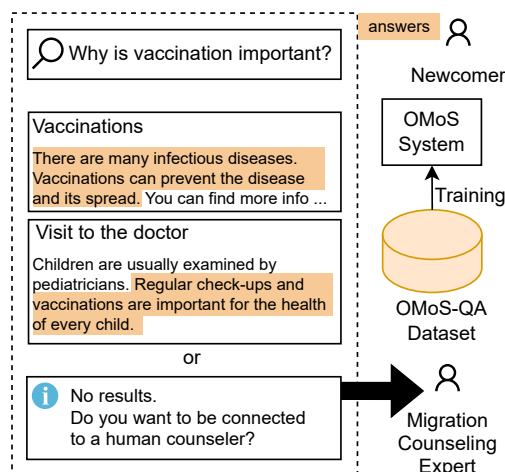 Why is vaccination important?
Vaccinations
There are many infectious diseases.
Vaccinations can prevent the disease
and its spread. You can find more info ...
Visit to the doctor
Children are usually examined by
pediatricians. Regular check-ups and
vaccinations are important for the health
of every child.
or
i
No results.
Do you want to be connected
to a human counseler?
answers
Newcomer
OMoS
System
Training
OMoS-QA
Dataset
Migration
Counseling
Expert